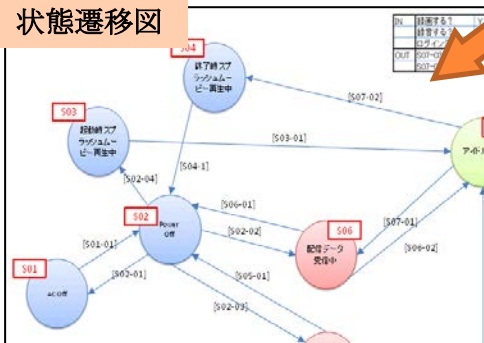 状態遷移図
IN
録画する?
Y
録音する?
OUT
S04
終了時スプ
ラッシュムー
ビー再生中
[S07-02]
S03
起動時スプ
ラッシュムー
ビー再生中
[S03-01]
[S04-1]
[S02-04]
アイドル
S02
Power
Off
[S06-01]
[S02-02]
S06
配信データ
受信中
[S07-01]
[S06-02]
[S01-01]
S01
AC Off
[S02-01]
[S05-01]
[S02-03]